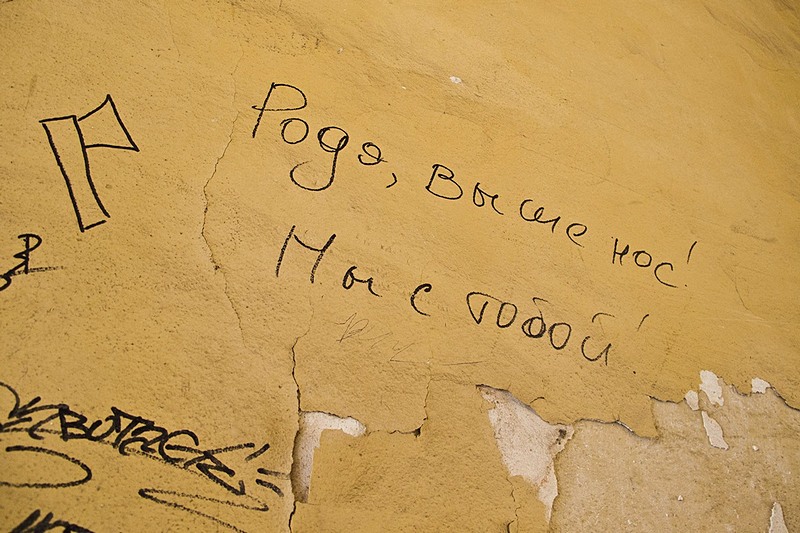 Родя, выше нос!
Мы с тобой!